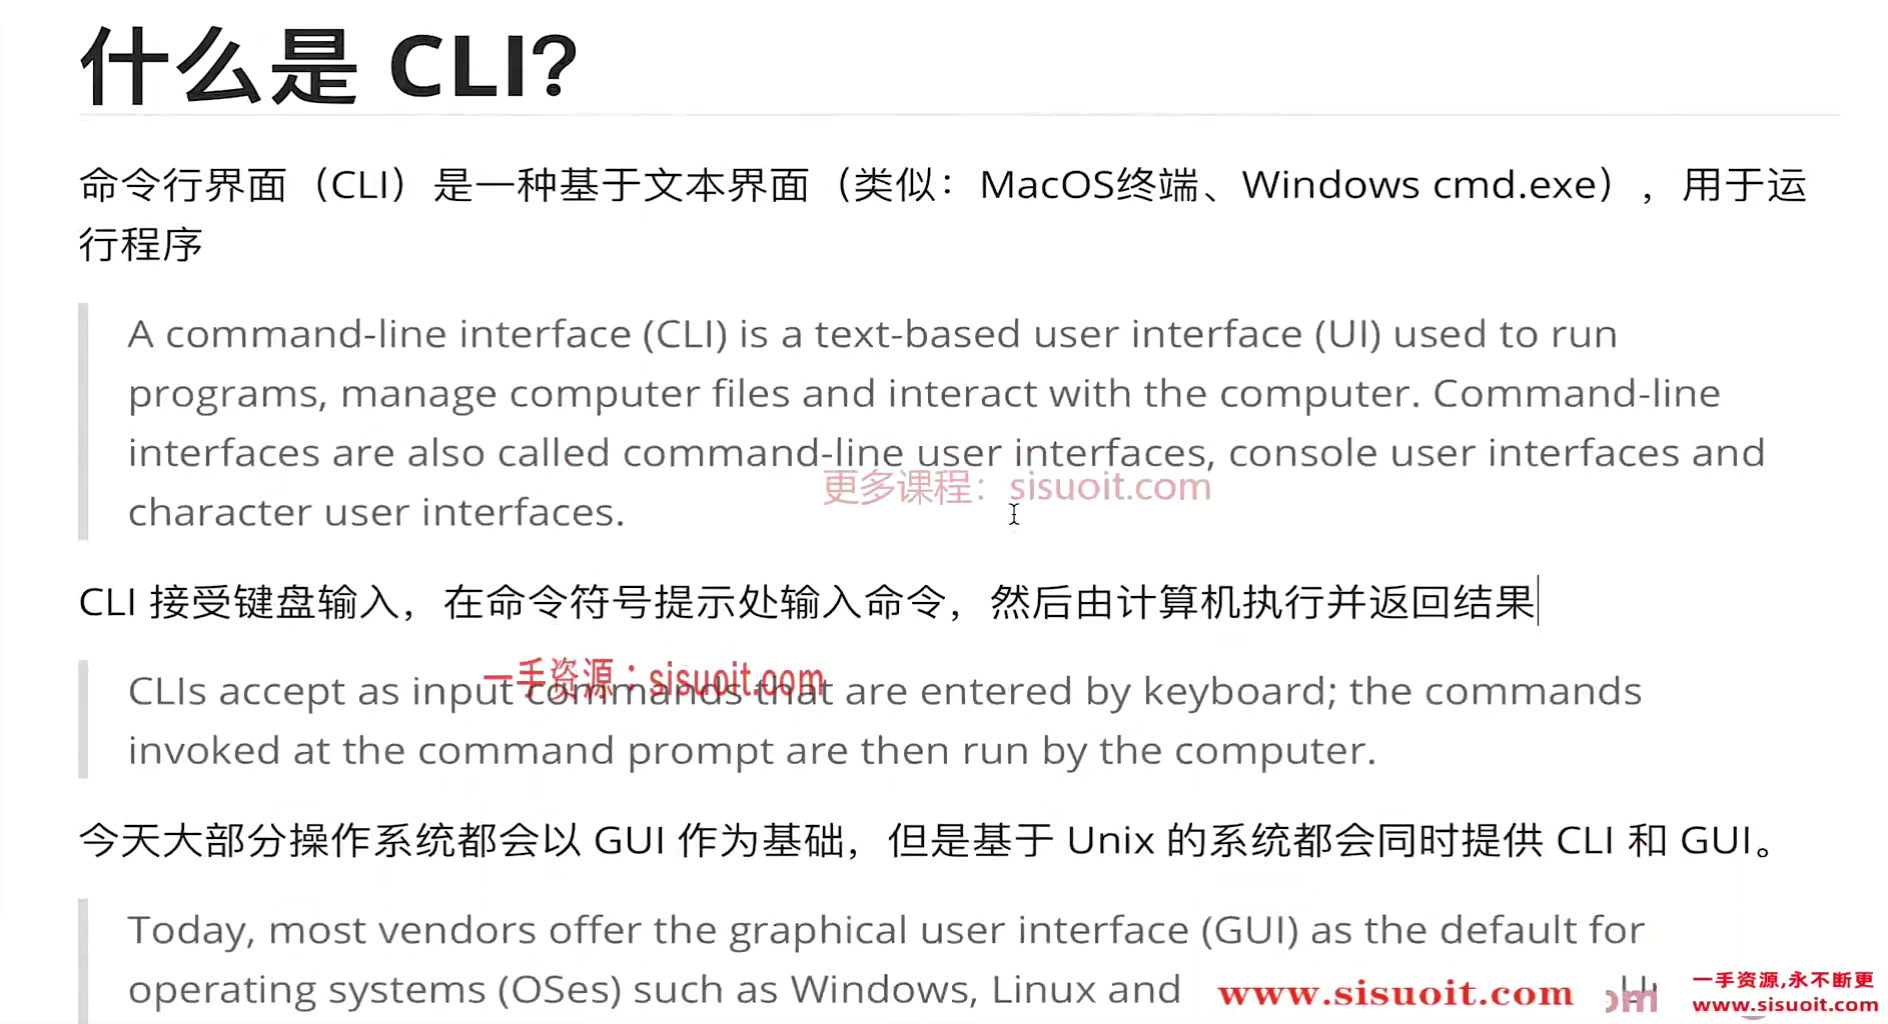 什么是 CLI?
命令行界面（CLI）是一种基于文本界面（类似：MacOS终端、Windows cmd.exe），用于运
行程序
A command-line interface (CLI) is a text-based user interface (UI) used to run
programs, manage computer files and interact with the computer. Command-line
interfaces are also called command-line user interfaces, console user interfaces and
更多课程：sisuoit.com
character user interfaces.
CLI 接受键盘输入，在命令符号提示处输入命令，然后由计算机执行并返回结果
一手资源：sisuoit.com
CLIs accept as input commands that are entered by keyboard; the commands
invoked at the command prompt are then run by the computer.
今天大部分操作系统都会以 GUI 作为基础，但是基于 Unix 的系统都会同时提供 CLI 和 GUI。
Today, most vendors offer the graphical user interface (GUI) as the default for
operating systems (OSes) such as Windows, Linux and
www.sisuoit.com
一手资源,永不断更
www.sisuoit.com